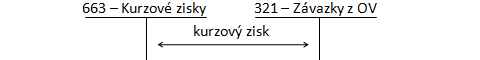 663 – Kurzové zisky 321 – Závazky z OV
kurzový zisk